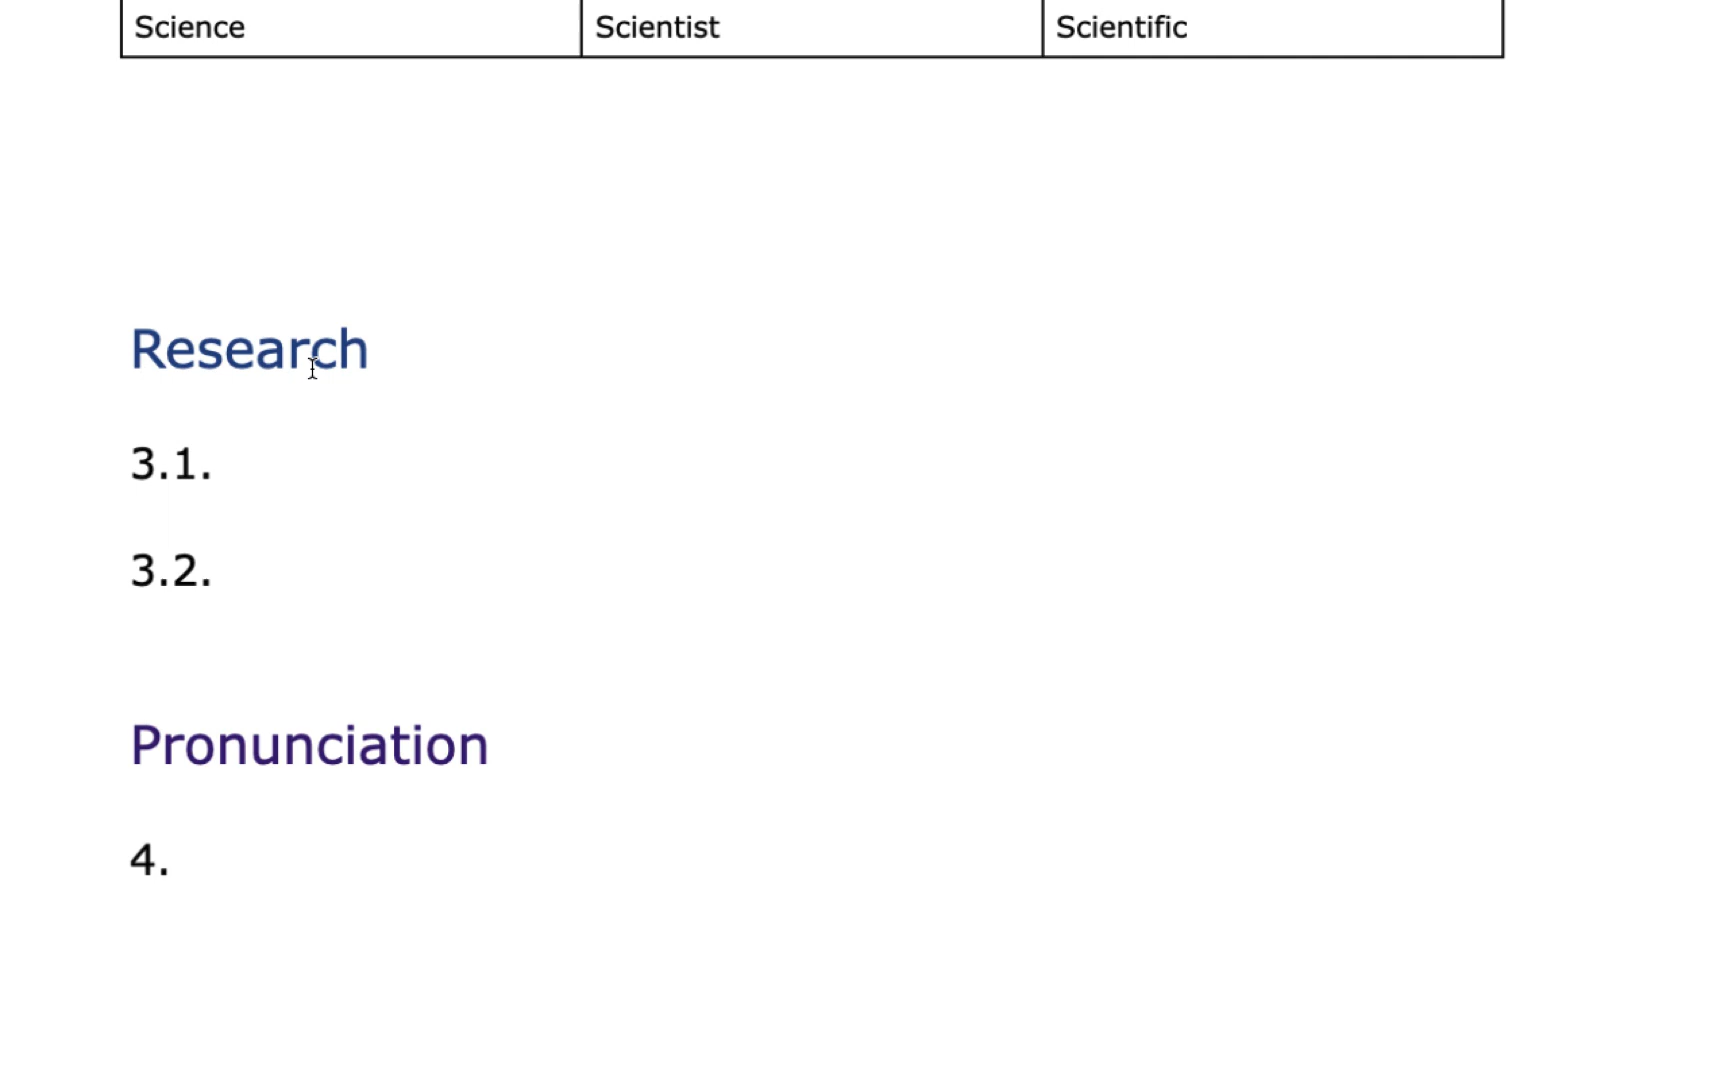 Science Scientist Scientific
Research
3.1.
3.2.
Pronunciation
4.